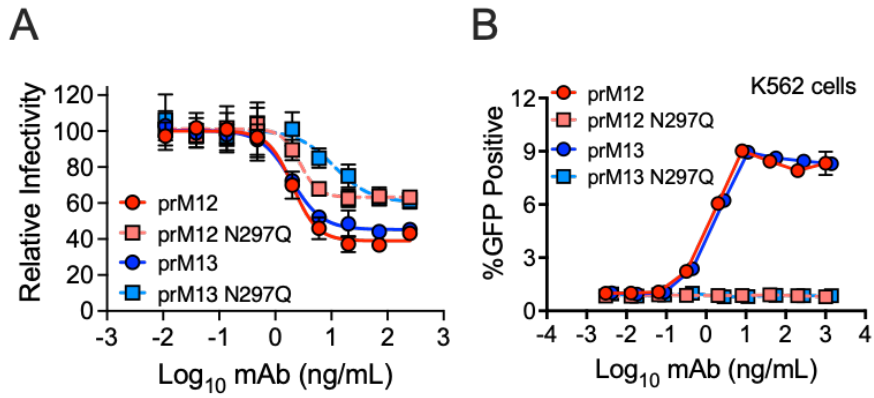 A
Relative Infectivity
120
100
80
60
40
20
0
prM12
prM12 N297Q
prM13
prM13 N297Q
-3 -2 -1 0 1 2 3
Log10 mAb (ng/mL)
B
prM12
prM12 N297Q
prM13
prM13 N297Q
K562 cells
%GFP Positive
12
9
6
3
0
-4 -3 -2 -1 0 1 2 3 4
Log10 mAb (ng/mL)